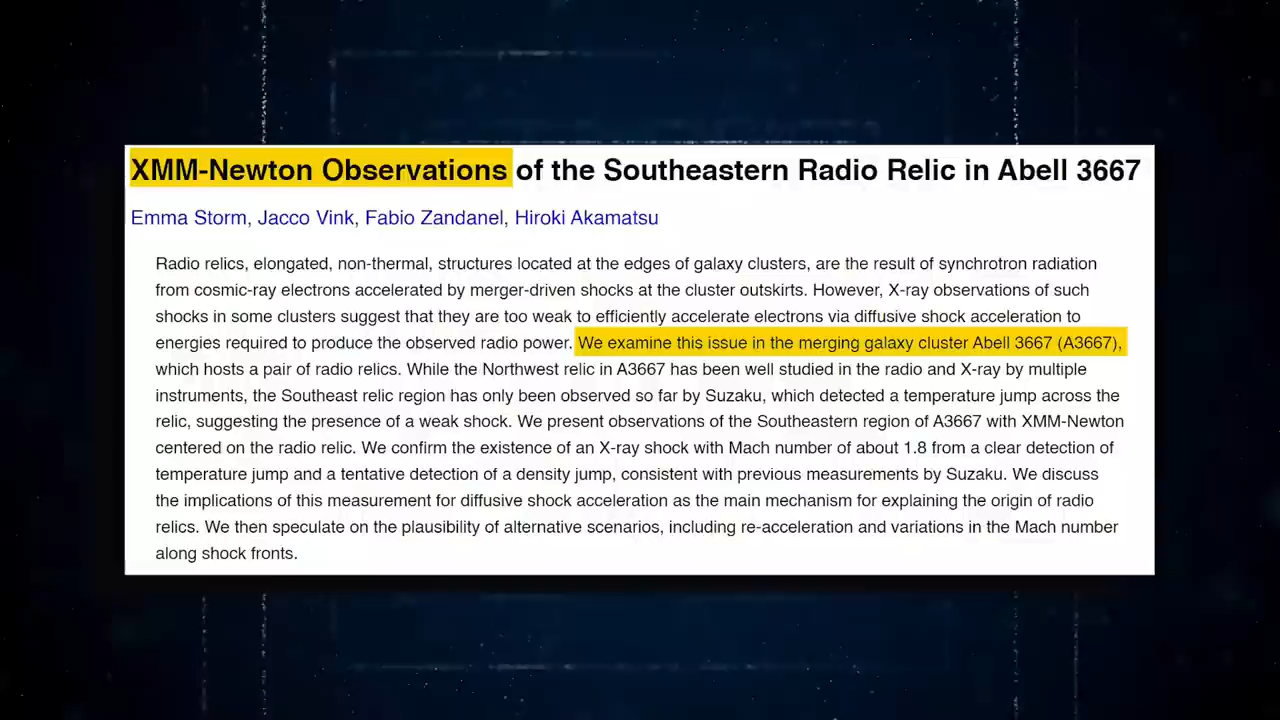 XMM-Newton Observations of the Southeastern Radio Relic in Abell 3667
Emma Storm, Jacco Vink, Fabio Zandanel, Hiroki Akamatsu
Radio relics, elongated, non-thermal, structures located at the edges of galaxy clusters, are the result of synchrotron radiation
from cosmic-ray electrons accelerated by merger-driven shocks at the cluster outskirts. However, X-ray observations of such
shocks in some clusters suggest that they are too weak to efficiently accelerate electrons via diffusive shock acceleration to
energies required to produce the observed radio power. We examine this issue in the merging galaxy cluster Abell 3667 (A3667),
which hosts a pair of radio relics. While the Northwest relic in A3667 has been well studied in the radio and X-ray by multiple
instruments, the Southeast relic region has only been observed so far by Suzaku, which detected a temperature jump across the
relic, suggesting the presence of a weak shock. We present observations of the Southeastern region of A3667 with XMM-Newton
centered on the radio relic. We confirm the existence of an X-ray shock with Mach number of about 1.8 from a clear detection of
temperature jump and a tentative detection of a density jump, consistent with previous measurements by Suzaku. We discuss
the implications of this measurement for diffusive shock acceleration as the main mechanism for explaining the origin of radio
relics. We then speculate on the plausibility of alternative scenarios, including re-acceleration and variations in the Mach number
along shock fronts.